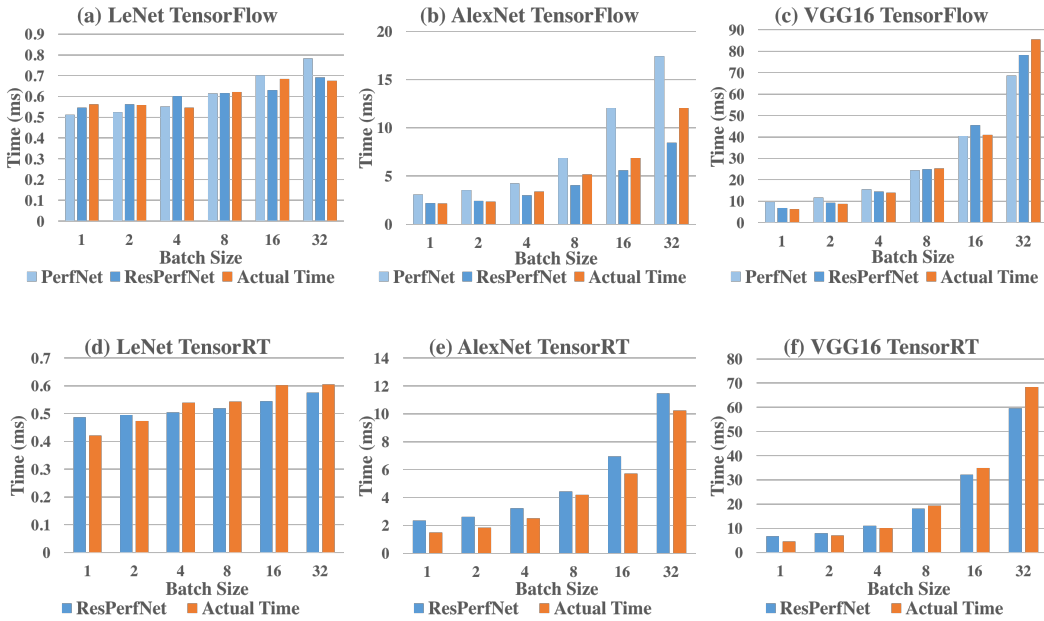 (a) LeNet TensorFlow
0.9
0.8
0.7
0.6
0.5
0.4
0.3
0.2
0.1
0
Time (ms)
1 2 4 8 16 32
Batch Size
PerfNet ResPerfNet Actual Time
(b) AlexNet TensorFlow
20
15
10
5
0
Time (ms)
1 2 4 8 16 32
Batch Size
PerfNet ResPerfNet Actual Time
(c) VGG16 TensorFlow
90
80
70
60
50
40
30
20
10
0
Time (ms)
1 2 4 8 16 32
Batch Size
PerfNet ResPerfNet Actual Time
(d) LeNet TensorRT
0.7
0.6
0.5
0.4
0.3
0.2
0.1
0
Time (ms)
1 2 4 8 16 32
Batch Size
ResPerfNet Actual Time
(e) AlexNet TensorRT
14
12
10
8
6
4
2
0
Time (ms)
1 2 4 8 16 32
Batch Size
ResPerfNet Actual Time
(f) VGG16 TensorRT
80
70
60
50
40
30
20
10
0
Time (ms)
1 2 4 8 16 32
Batch Size
ResPerfNet Actual Time